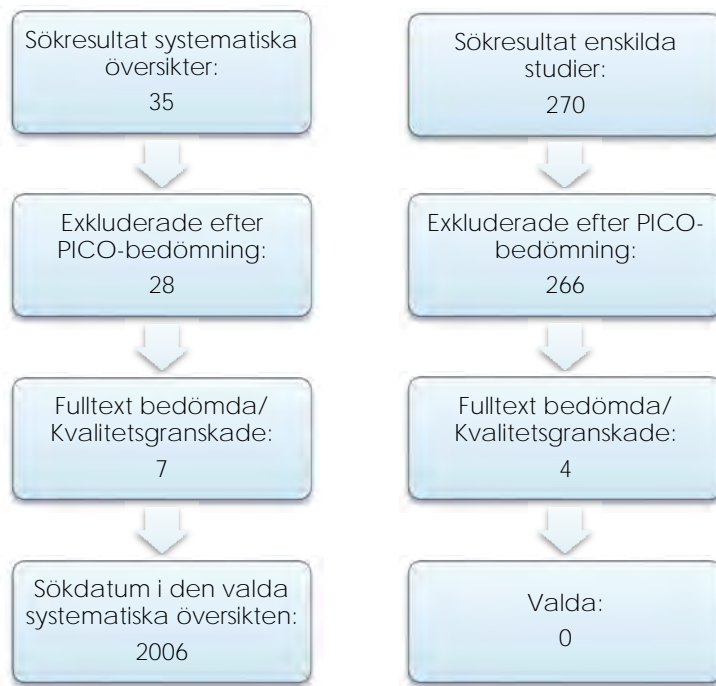 Sökresultat systematiska
översikter:
35
Exkluderade efter
PICO-bedömning:
28
Fulltext bedömda/
Kvalitetsgranskade:
7
Sökdatum i den valda
systematiska översikten:
2006
Sökresultat enskilda
studier:
270
Exkluderade efter PICO-
bedömning:
266
Fulltext bedömda/
Kvalitetsgranskade:
4
Valda:
0